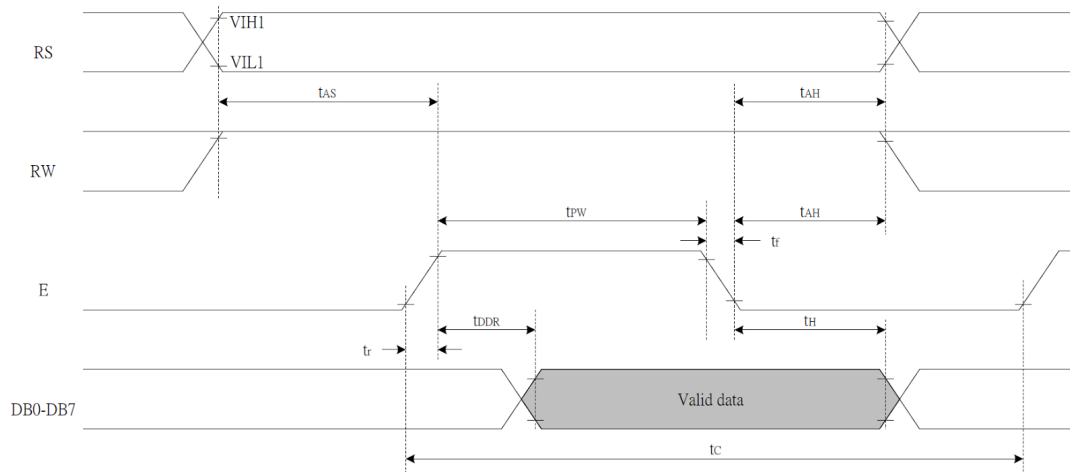 VIH1
RS
VIL1
tAS
tAH
RW
tPW
tAH
tf
E
tDDR
tH
tr
Valid data
DB0-DB7
tC